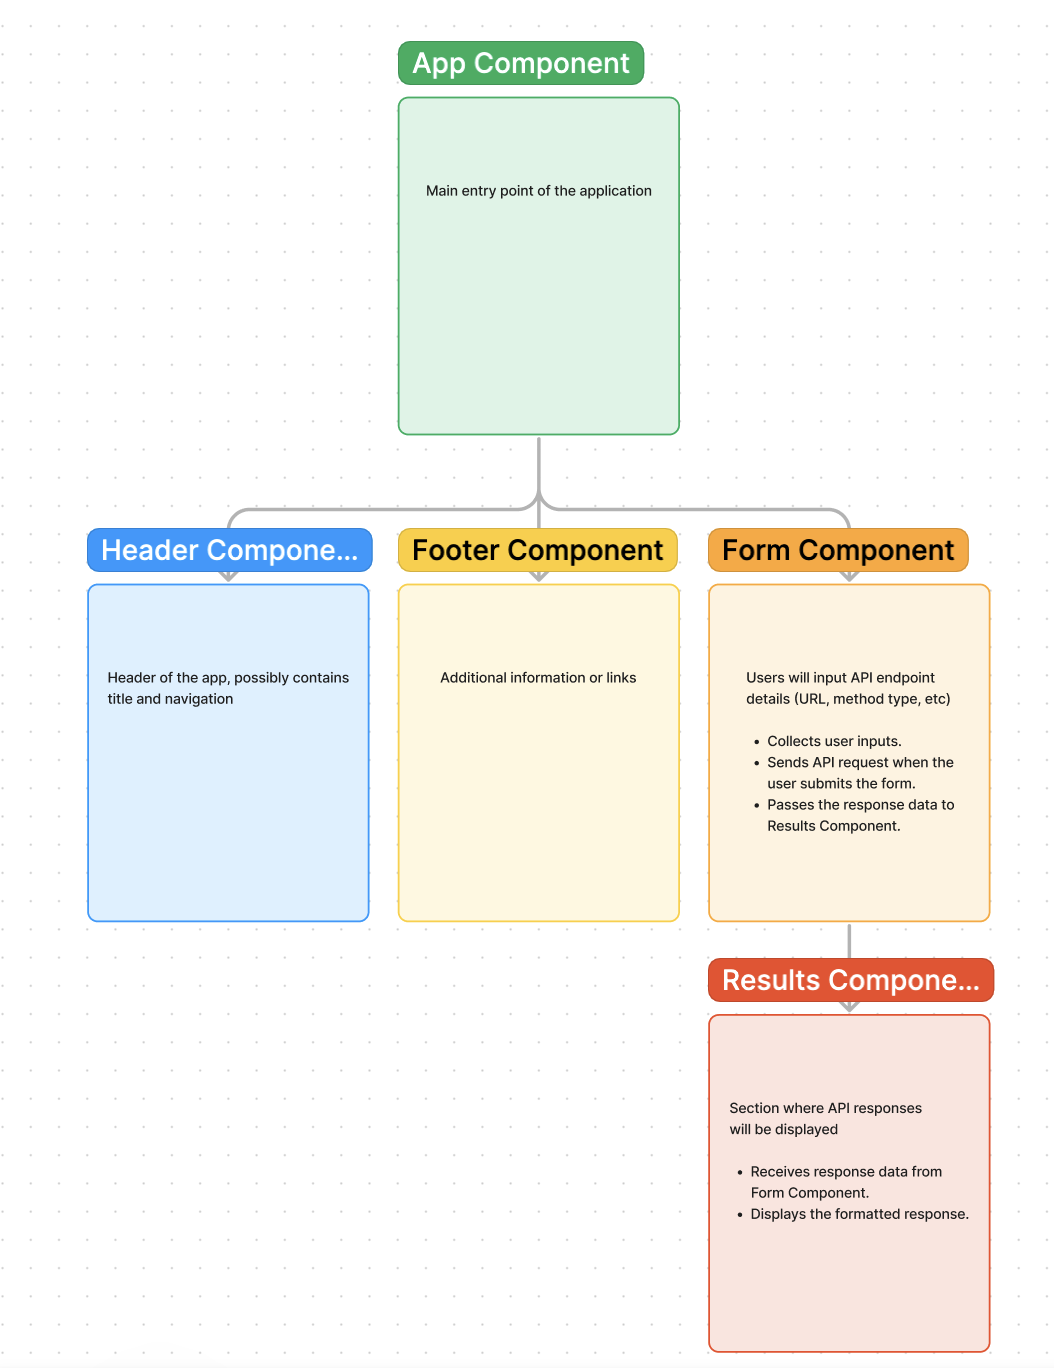 App Component
Main entry point of the application
Header Compone...
Header of the app, possibly contains
title and navigation
Footer Component
Additional information or links
Form Component
Users will input API endpoint
details (URL, method type, etc)
• Collects user inputs.
• Sends API request when the
user submits the form.
• Passes the response data to
Results Component.
Results Compone...
Section where API responses
will be displayed
• Receives response data from
Form Component.
• Displays the formatted response.